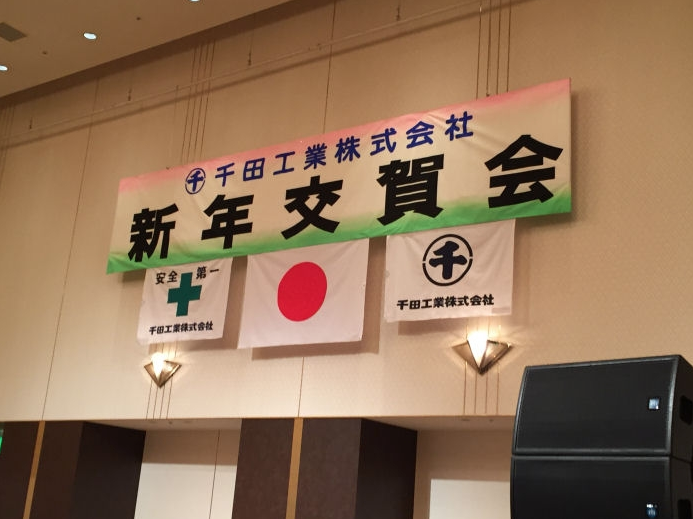 千 千田工業株式会社
新年交賀会
安全 第一
千田工業株式会社
千
千田工業株式会社